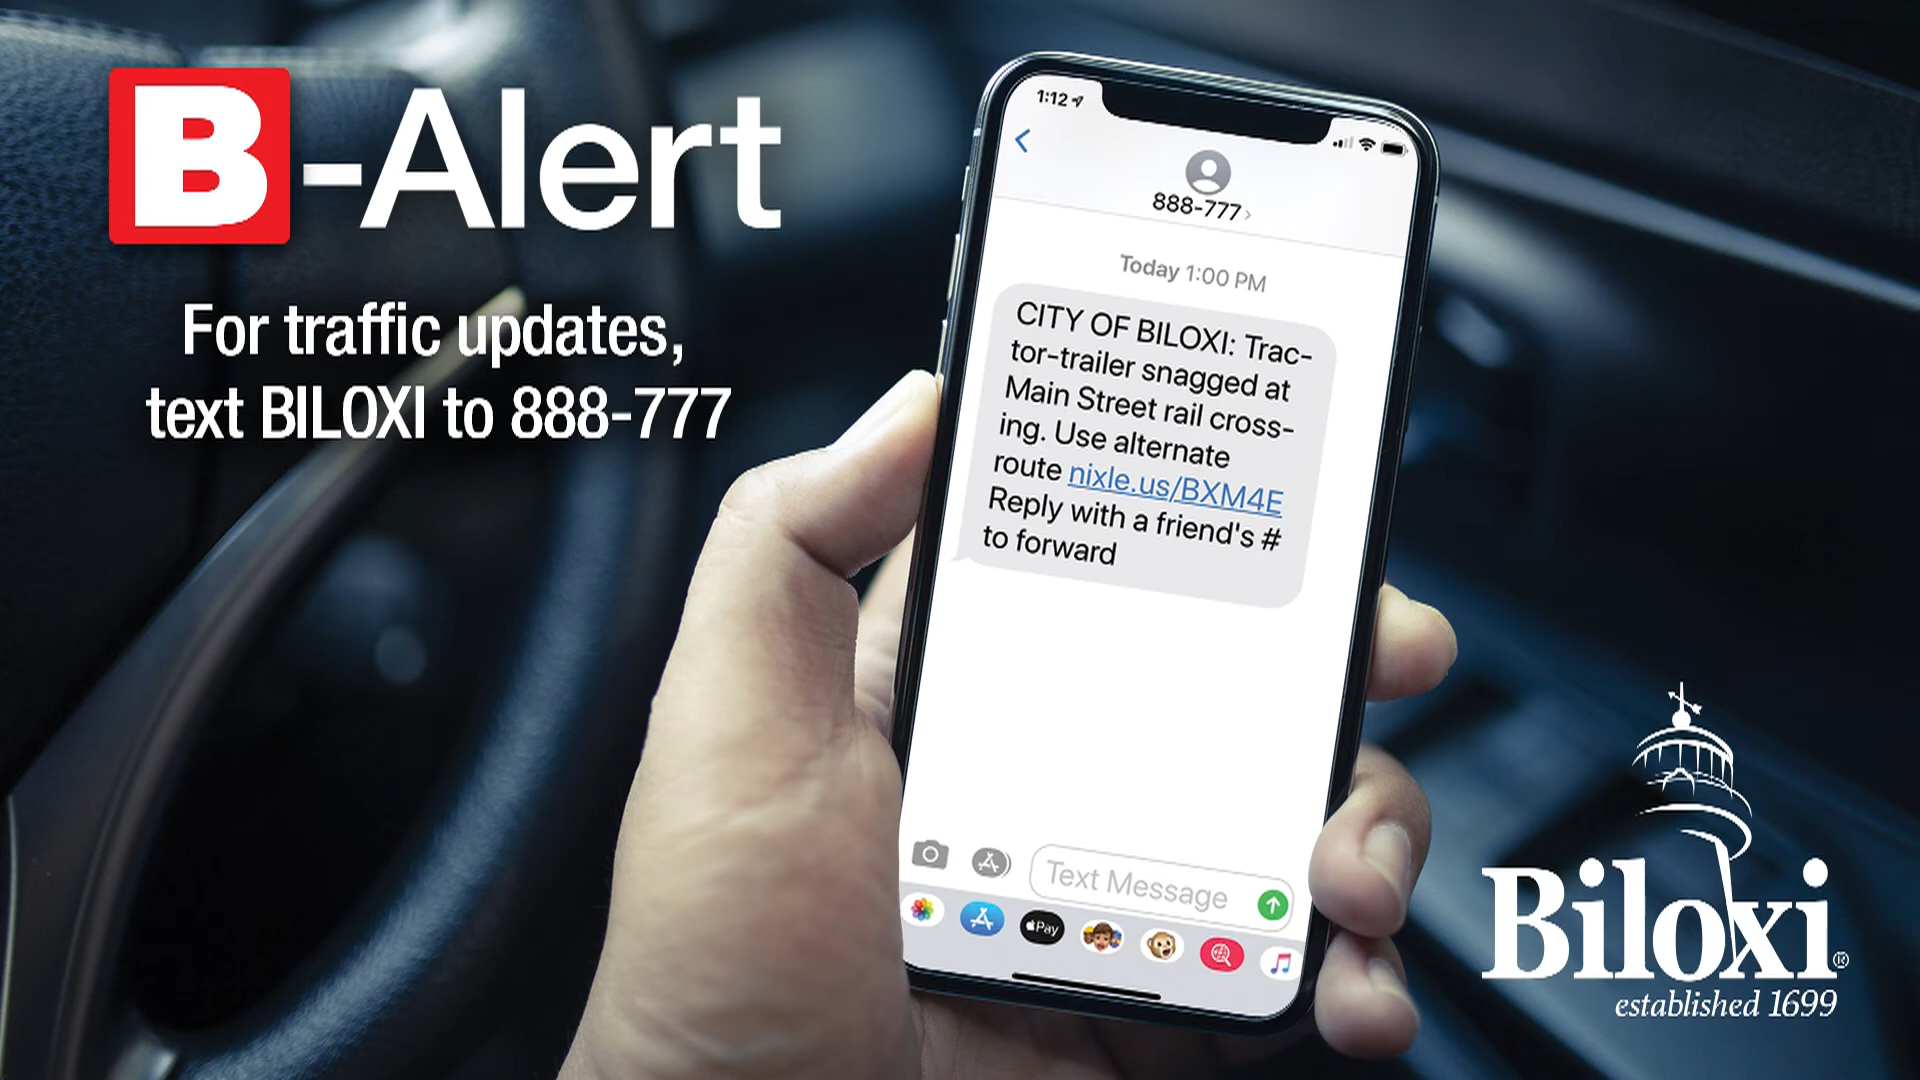 B-Alert
For traffic updates,
text BILOXI to 888-777
1:12
888-777
Today 1:00 PM
CITY OF BILOXI: Trac-
tor-trailer snagged at
Main Street rail cross-
ing. Use alternate
route nixle.us/BXM4E
Reply with a friend's #
to forward
Text Message
Pay
Biloxi®
established 1699